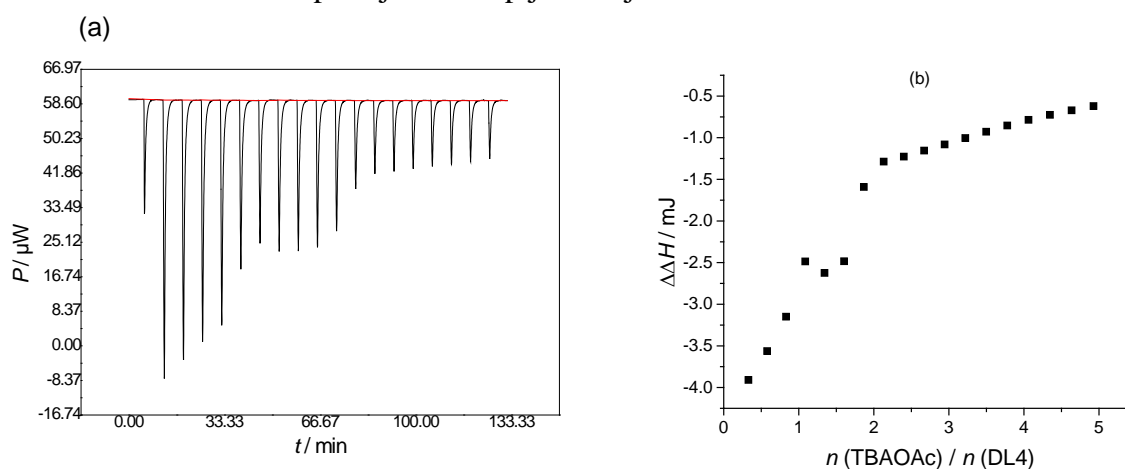 (a)
66.97
58.60
50.23
41.86
33.49
25.12
16.74
8.37
0.00
-8.37
-16.74
P / µW
0.00 33.33 66.67 100.00 133.33
t / min
(b)
-0.5
-1.0
-1.5
-2.0
-2.5
-3.0
-3.5
-4.0
ΔΔH / mJ
0 1 2 3 4 5
n (TBAOAc) / n (DL4)